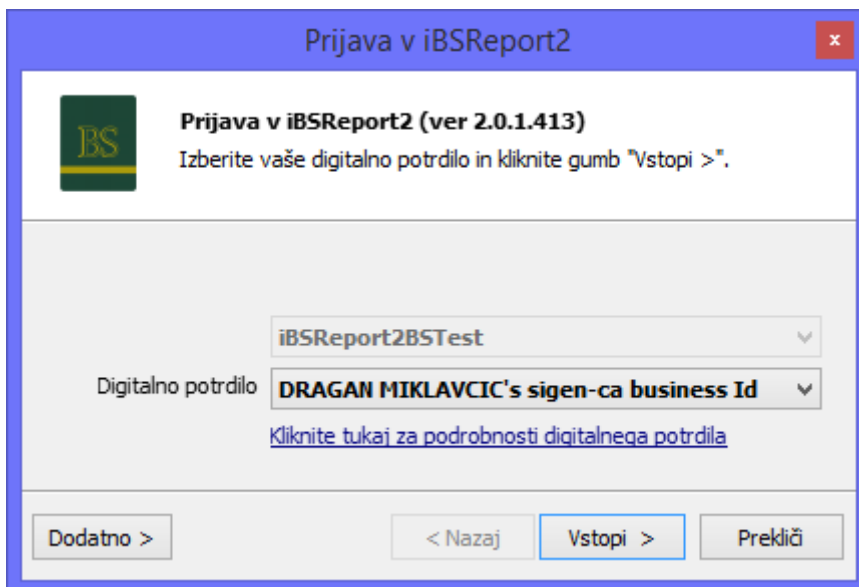 Prijava v iBSReport2
x
BS
Prijava v iBSReport2 (ver 2.0.1.413)
Izberite vaše digitalno potrdilo in kliknite gumb "Vstopi >".
iBSReport2BSTest
Digitalno potrdilo DRAGAN MIKLAVCIC's sigen-ca business Id
Kliknite tukaj za podrobnosti digitalnega potrdila
Dodatno > < Nazaj Vstopi > Prekliči